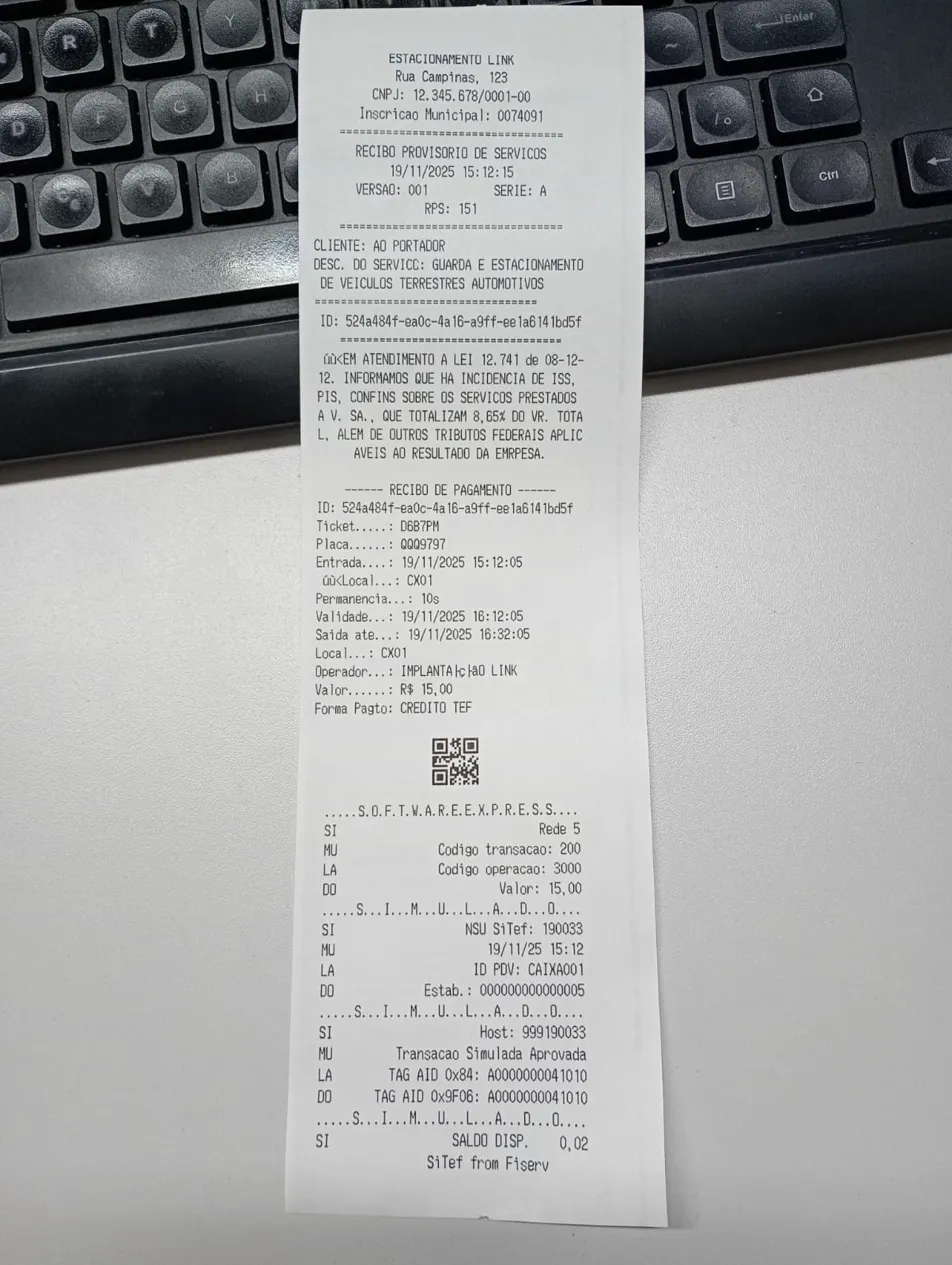 ESTACIONAMENTO LINK
Rua Campinas, 123
CNPJ: 12.345.678/0001-00
Inscricao Municipal: 0074091
================================
RECIBO PROVISORIO DE SERVICOS
19/11/2025 15:12:15
VERSAO: 001 SERIE: A
RPS: 151
================================
CLIENTE: AO PORTADOR
DESC. DO SERVICO: GUARDA E ESTACIONAMENTO
DE VEICULOS TERRESTRES AUTOMOTIVOS
================================
ID: 524a484f-ea0c-4a16-a9ff-ee1a6141bd5f
================================
ùù<EM ATENDIMENTO A LEI 12.741 de 08-12-
12. INFORMAMOS QUE HA INCIDENCIA DE ISS,
PIS, CONFINS SOBRE OS SERVICOS PRESTADOS
A V. SA., QUE TOTALIZAM 8,65% DO VR. TOTA
L, ALEM DE OUTROS TRIBUTOS FEDERAIS APLIC
AVEIS AO RESULTADO DA EMRPESA.
------ RECIBO DE PAGAMENTO ------
ID: 524a484f-ea0c-4a16-a9ff-ee1a6141bd5f
Ticket.....: D6B7PM
Placa......: QQQ9797
Entrada....: 19/11/2025 15:12:05
ùù<Local...: CX01
Permanencia...: 10s
Validade...: 19/11/2025 16:12:05
Saida ate...: 19/11/2025 16:32:05
Local...: CX01
Operador...: IMPLANTA├ç├âO LINK
Valor......: R$ 15,00
Forma Pagto: CREDITO TEF
.....S.O.F.T.W.A.R.E.E.X.P.R.E.S.S....
SI Rede 5
MU Codigo transacao: 200
LA Codigo operacao: 3000
DO Valor: 15,00
.....S...I...M...U...L...A...D...O....
SI NSU SiTef: 190033
MU 19/11/25 15:12
LA ID PDV: CAIXA001
DO Estab.: 000000000000005
.....S...I...M...U...L...A...D...O....
SI Host: 999190033
MU Transacao Simulada Aprovada
LA TAG AID 0x84: A0000000041010
DO TAG AID 0x9F06: A0000000041010
.....S...I...M...U...L...A...D...O....
SI SALDO DISP. 0,02
SiTef from Fiserv
R
T
Y
D
F
G
H
C
V
B
~
Enter
Ctrl